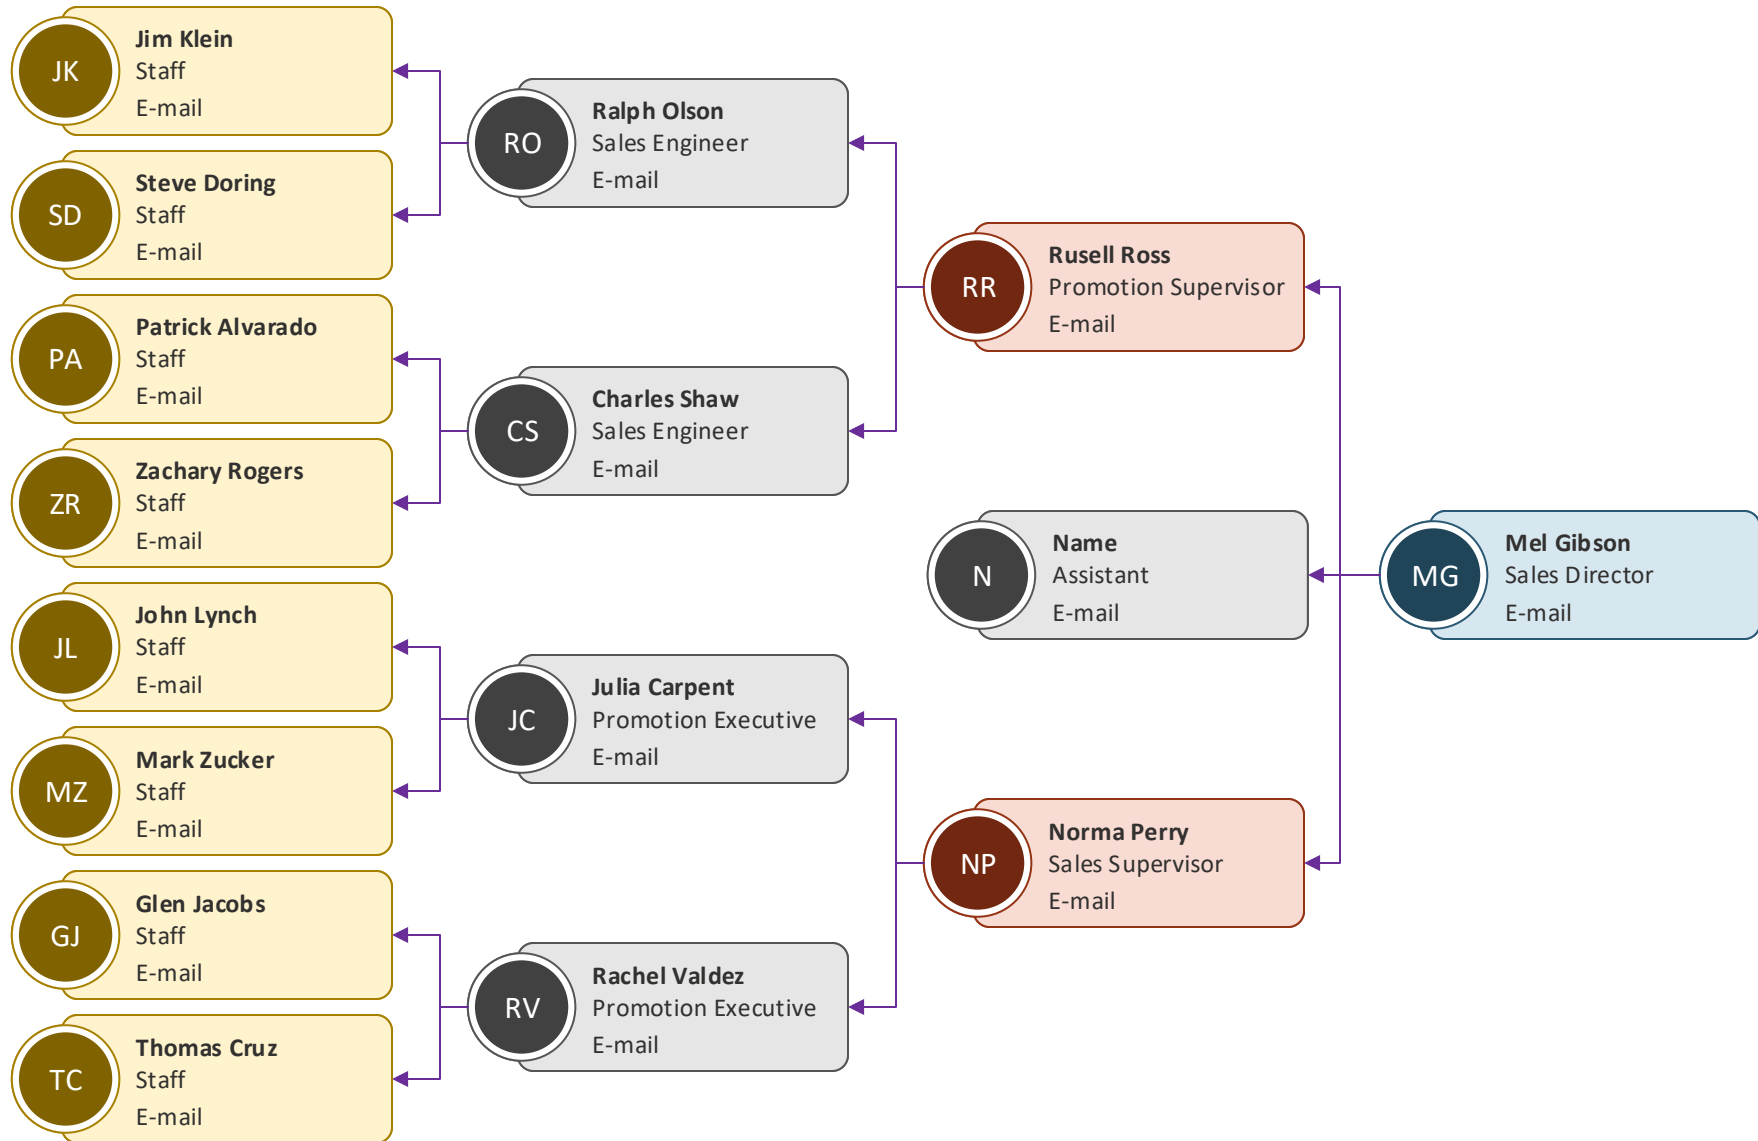 JK
Jim Klein
Staff
E-mail
SD
Steve Doring
Staff
E-mail
PA
Patrick Alvarado
Staff
E-mail
ZR
Zachary Rogers
Staff
E-mail
JL
John Lynch
Staff
E-mail
MZ
Mark Zucker
Staff
E-mail
GJ
Glen Jacobs
Staff
E-mail
TC
Thomas Cruz
Staff
E-mail
RO
Ralph Olson
Sales Engineer
E-mail
CS
Charles Shaw
Sales Engineer
E-mail
JC
Julia Carpent
Promotion Executive
E-mail
RV
Rachel Valdez
Promotion Executive
E-mail
RR
Rusell Ross
Promotion Supervisor
E-mail
N
Name
Assistant
E-mail
NP
Norma Perry
Sales Supervisor
E-mail
MG
Mel Gibson
Sales Director
E-mail